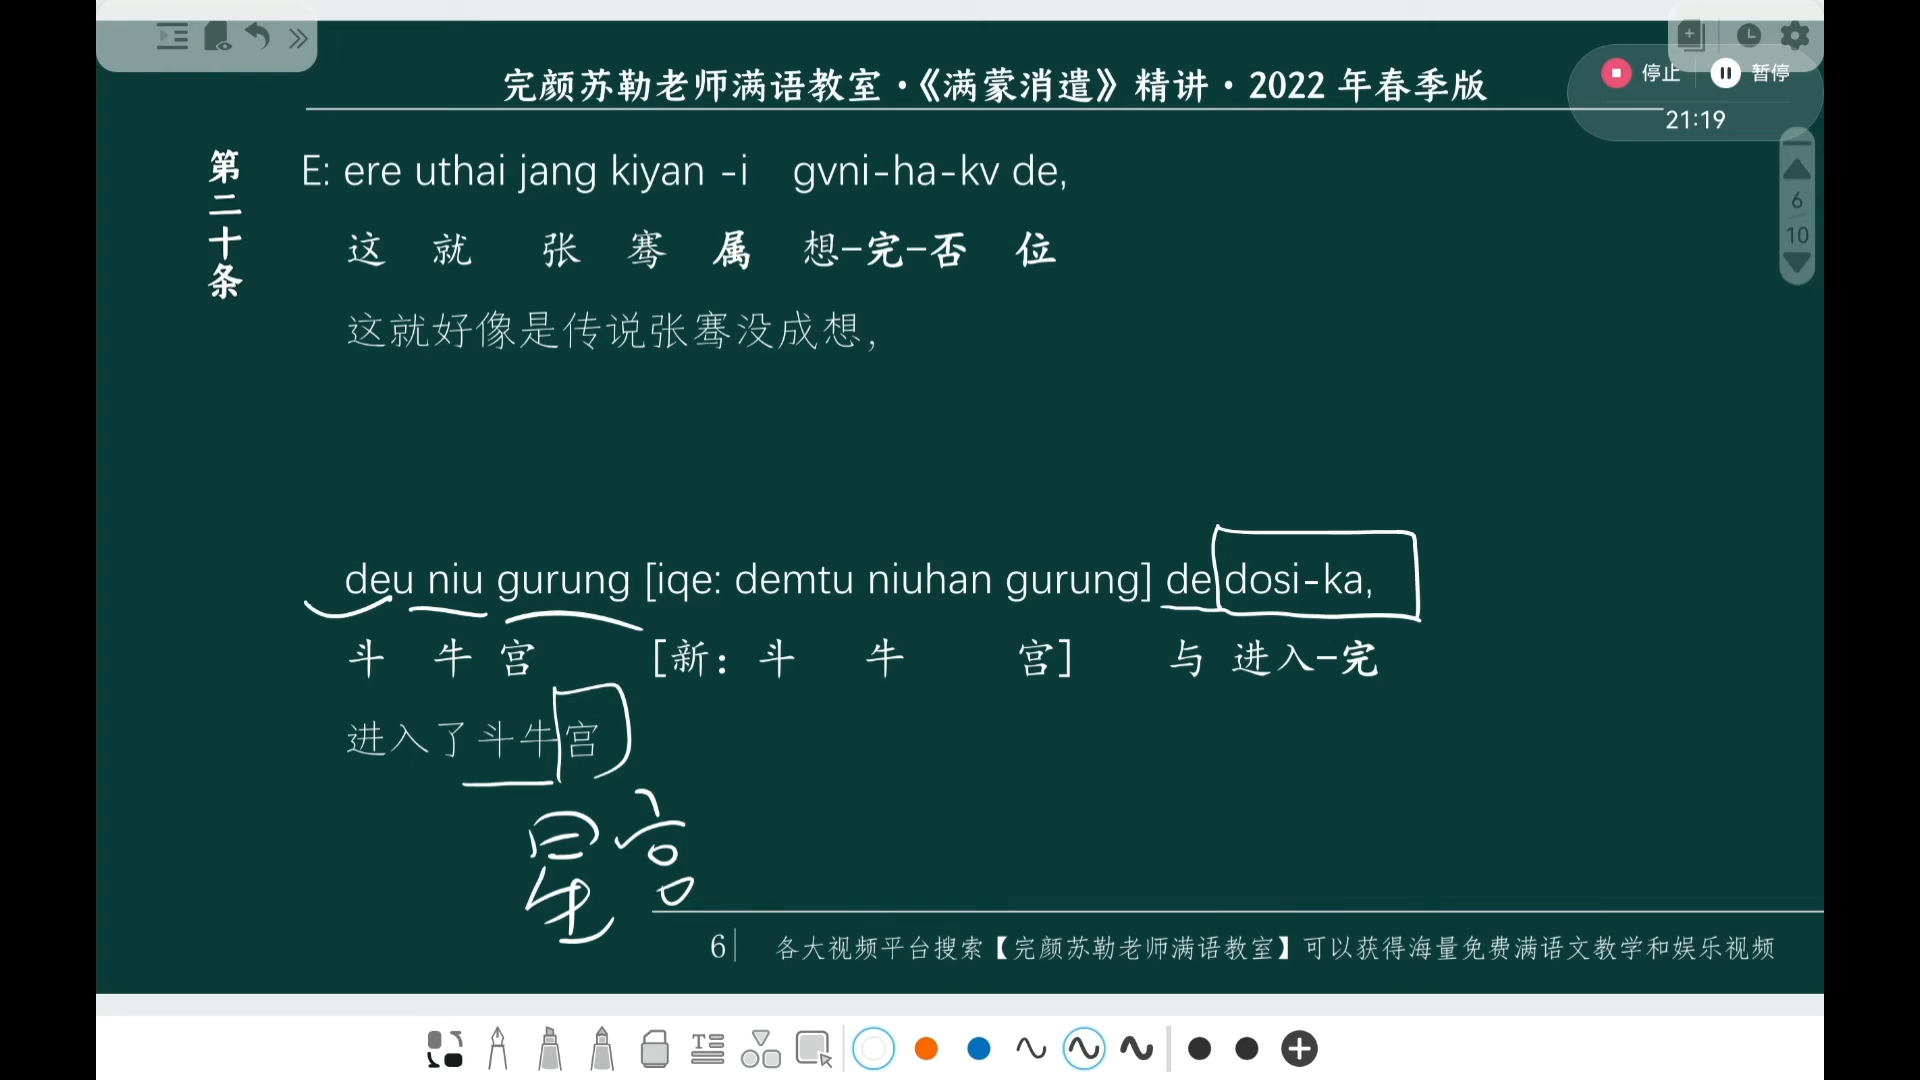 完颜苏勒老师满语教室·《满蒙消遣》精讲·2022 年春季版
停止 暂停
21:19
6
10
第二十条
E: ere uthai jang kiyan -i gvni-ha-kv de,
这 就 张 骞 属 想-完-否 位
这就好像是传说张骞没成想,
deu niu gurung [iqe: demtu niuhan gurung] de dosi-ka,
斗 牛 宫 [新: 斗 牛 宫] 与 进入-完
进入了斗牛宫
星宫
6 各大视频平台搜索【完颜苏勒老师满语教室】可以获得海量免费满语文教学和娱乐视频